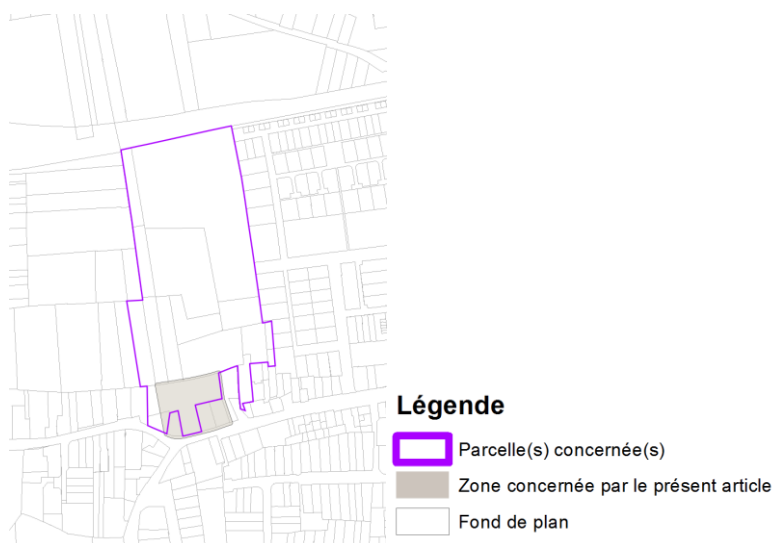 Légende
Parcelle(s) concernée(s)
Zone concernée par le présent article
Fond de plan